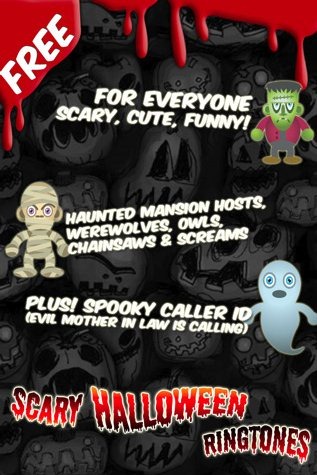 FREE
FOR EVERYONE
SCARY, CUTE, FUNNY!
HAUNTED MANSION HOSTS,
WEREWOLVES, OWLS,
CHAINSAWS & SCREAMS
PLUS! SPOOKY CALLER ID
(EVIL MOTHER IN LAW IS CALLING)
SCARY HALLOWEEN
RINGTONES